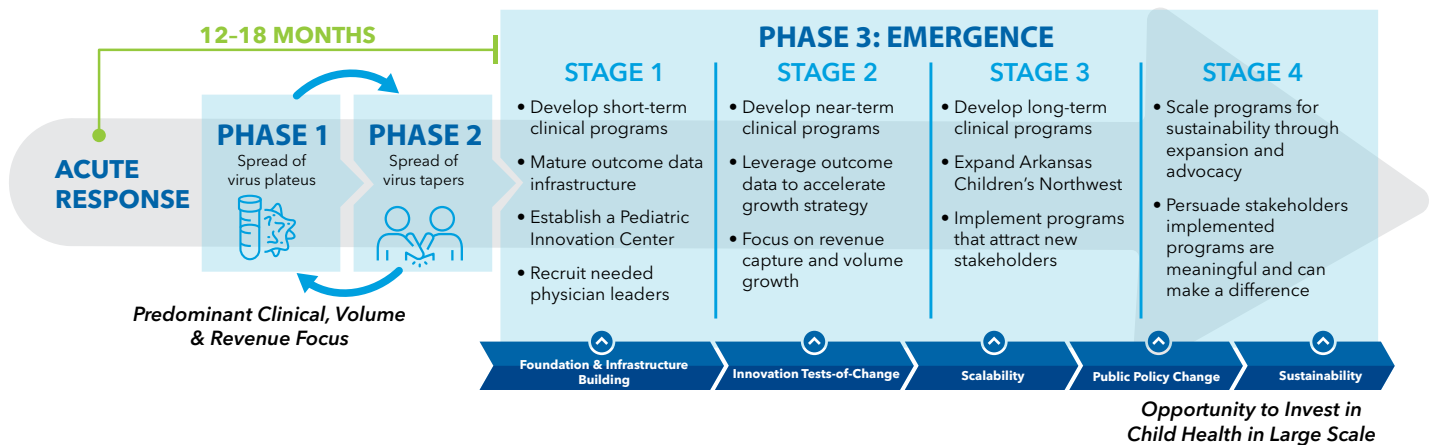 12–18 MONTHS
ACUTE
RESPONSE
PHASE 1
Spread of
virus plateus
PHASE 2
Spread of
virus tapers
Predominant Clinical, Volume
& Revenue Focus
PHASE 3: EMERGENCE
STAGE 1
• Develop short-term
clinical programs
• Mature outcome data
infrastructure
• Establish a Pediatric
Innovation Center
• Recruit needed
physician leaders
STAGE 2
• Develop near-term
clinical programs
• Leverage outcome
data to accelerate
growth strategy
• Focus on revenue
capture and volume
growth
STAGE 3
• Develop long-term
clinical programs
• Expand Arkansas
Children's Northwest
• Implement programs
that attract new
stakeholders
STAGE 4
• Scale programs for
sustainability through
expansion and
advocacy
• Persuade stakeholders
implemented
programs are
meaningful and can
make a difference
Foundation & Infrastructure
Building
Innovation Tests-of-Change
Scalability
Public Policy Change
Sustainability
Opportunity to Invest in
Child Health in Large Scale